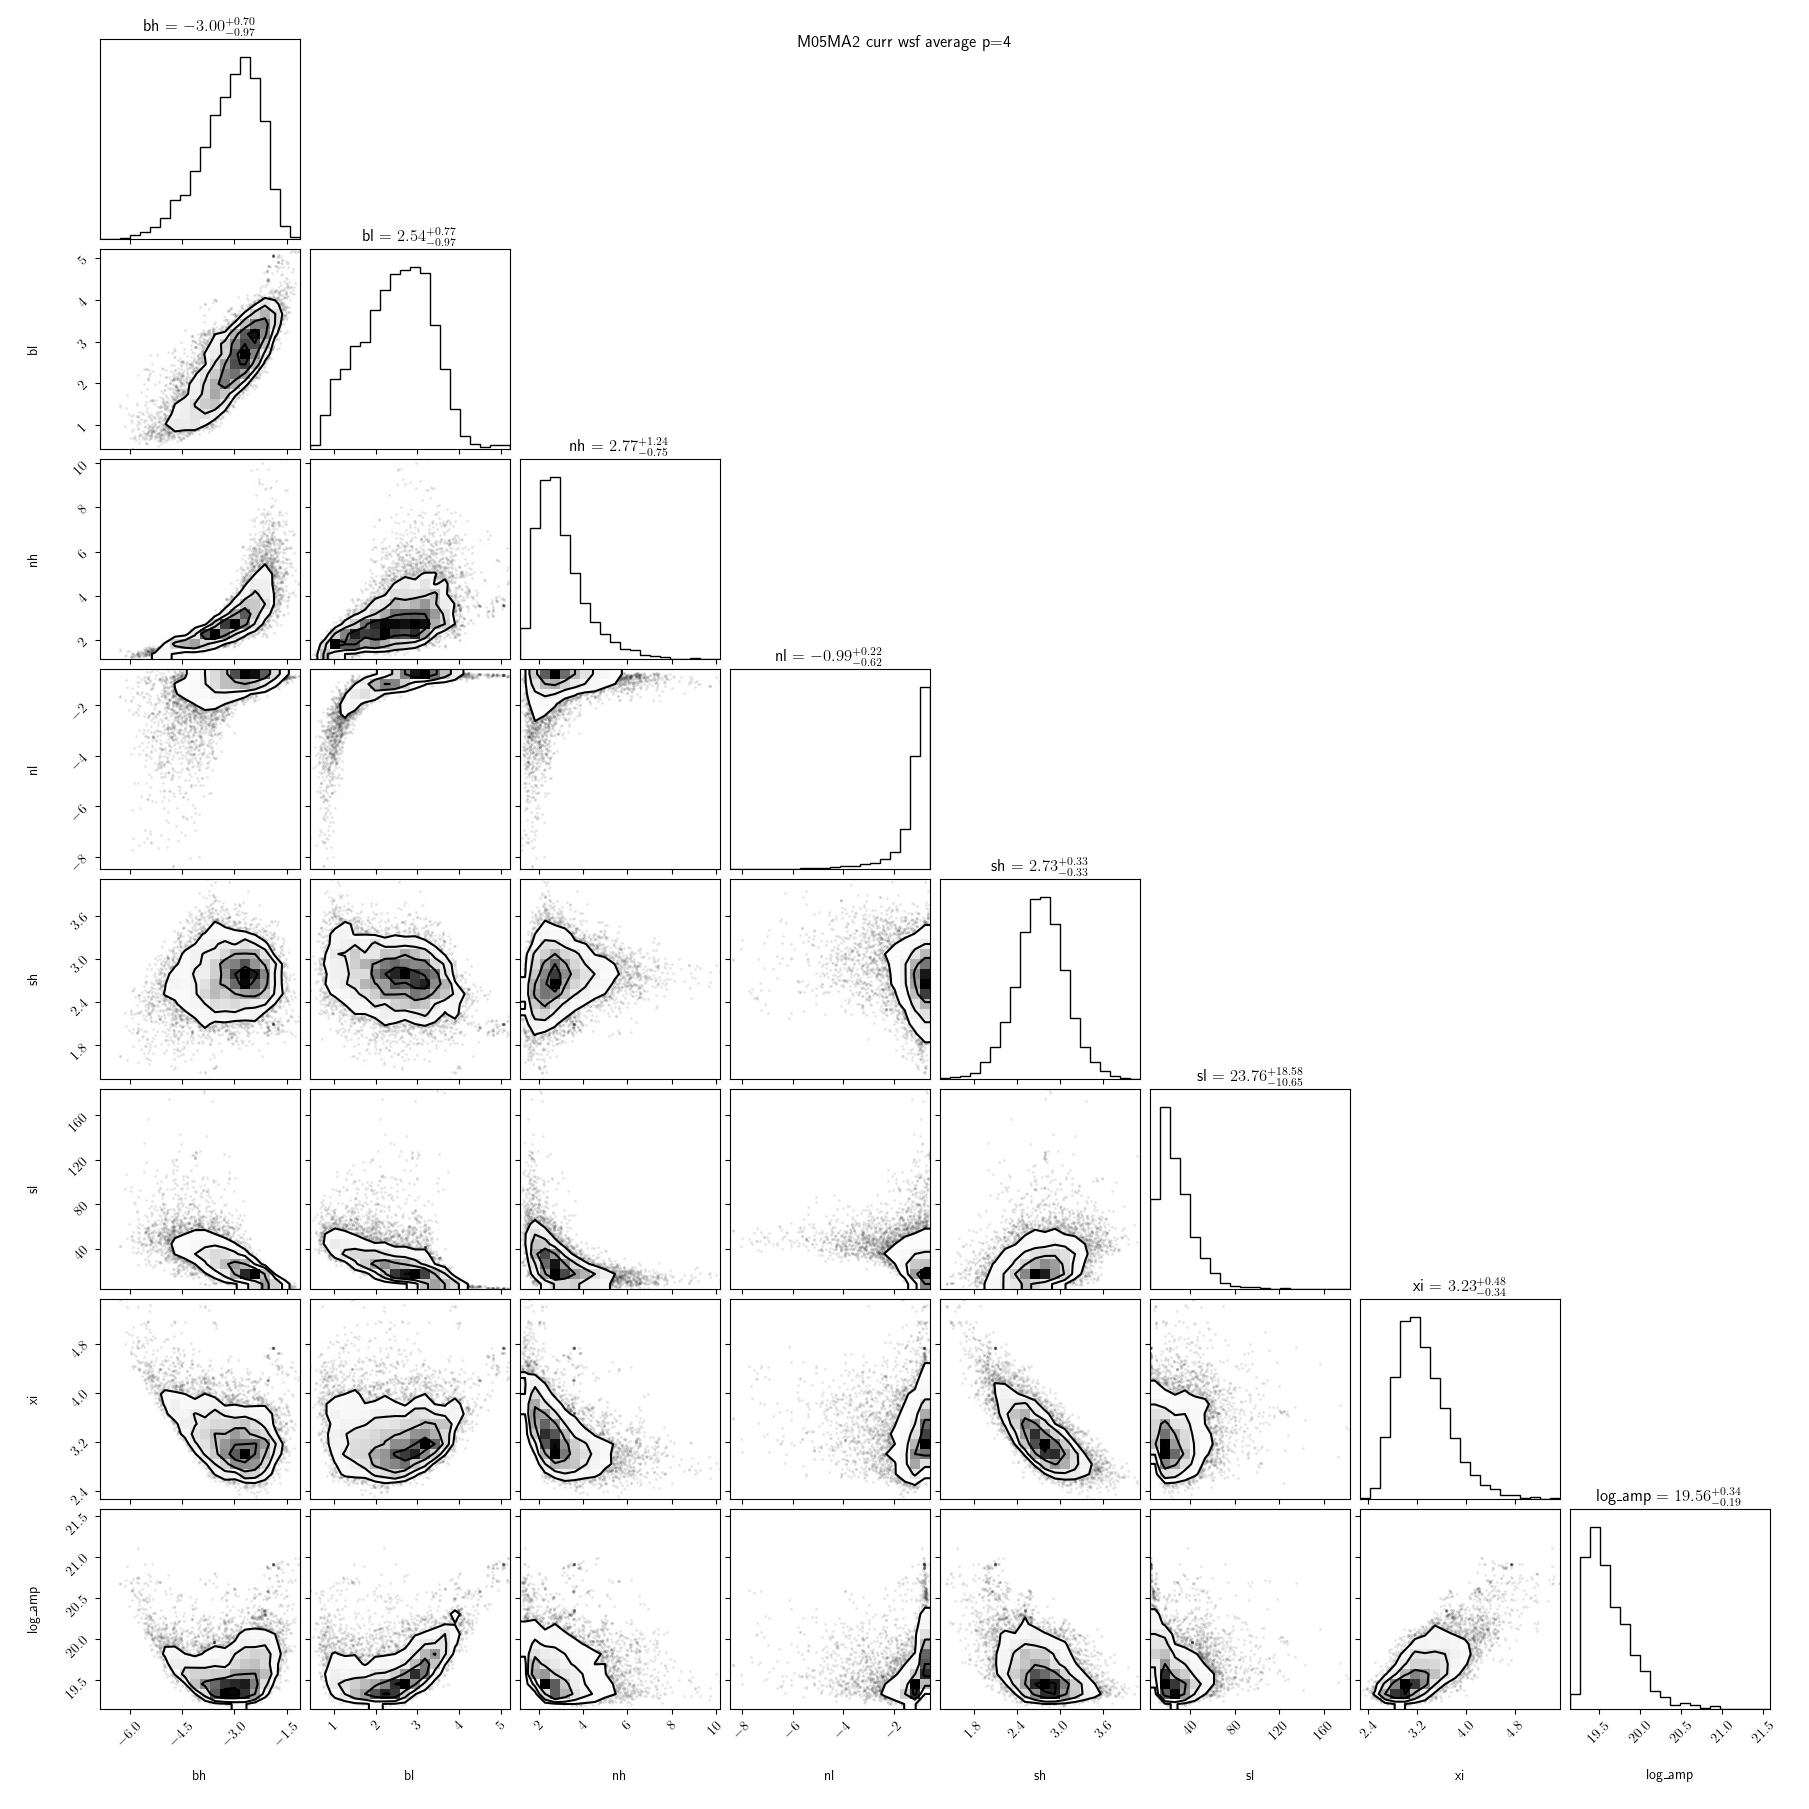 bh = −3.00+0.70−0.97
M05MA2 curr wsf average p=4
bl = 2.54+0.77−0.97
5
4
3
2
1
bl
nh = 2.77+1.24−0.75
10
8
6
4
2
nh
nl = −0.99+0.22−0.62
−2
−4
−6
−8
nl
sh = 2.73+0.33−0.33
3.6
3.0
2.4
1.8
sh
sl = 23.76+18.58−10.65
160
120
80
40
sl
xi = 3.23+0.48−0.34
4.8
4.0
3.2
2.4
xi
log_amp = 19.56+0.34−0.19
21.5
21.0
20.5
20.0
19.5
log_amp
−6.0 −4.5 −3.0 −1.5 1 2 3 4 5 2 4 6 8 10 −8 −6 −4 −2 1.8 2.4 3.0 3.6 40 80 120 160 2.4 3.2 4.0 4.8 19.5 20.0 20.5 21.0 21.5
bh bl nh nl sh sl xi log_amp